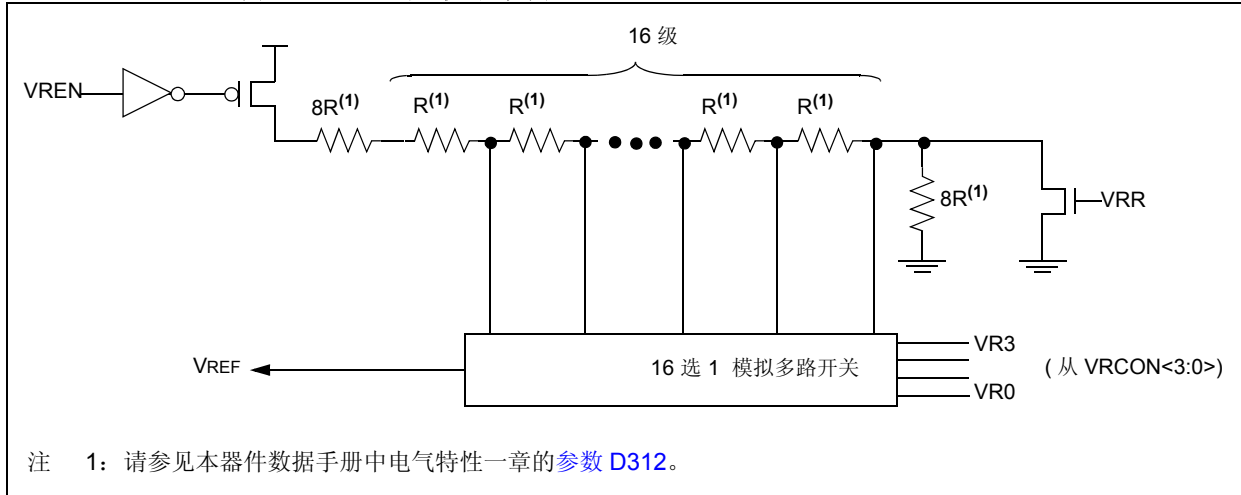 16 级
VREN
8R(1)
R(1)
R(1)
R(1)
R(1)
8R(1)
VRR
VREF
16 选 1 模拟多路开关
VR3
( 从 VRCON<3:0>)
VR0
注 1：请参见本器件数据手册中电气特性一章的参数 D312。